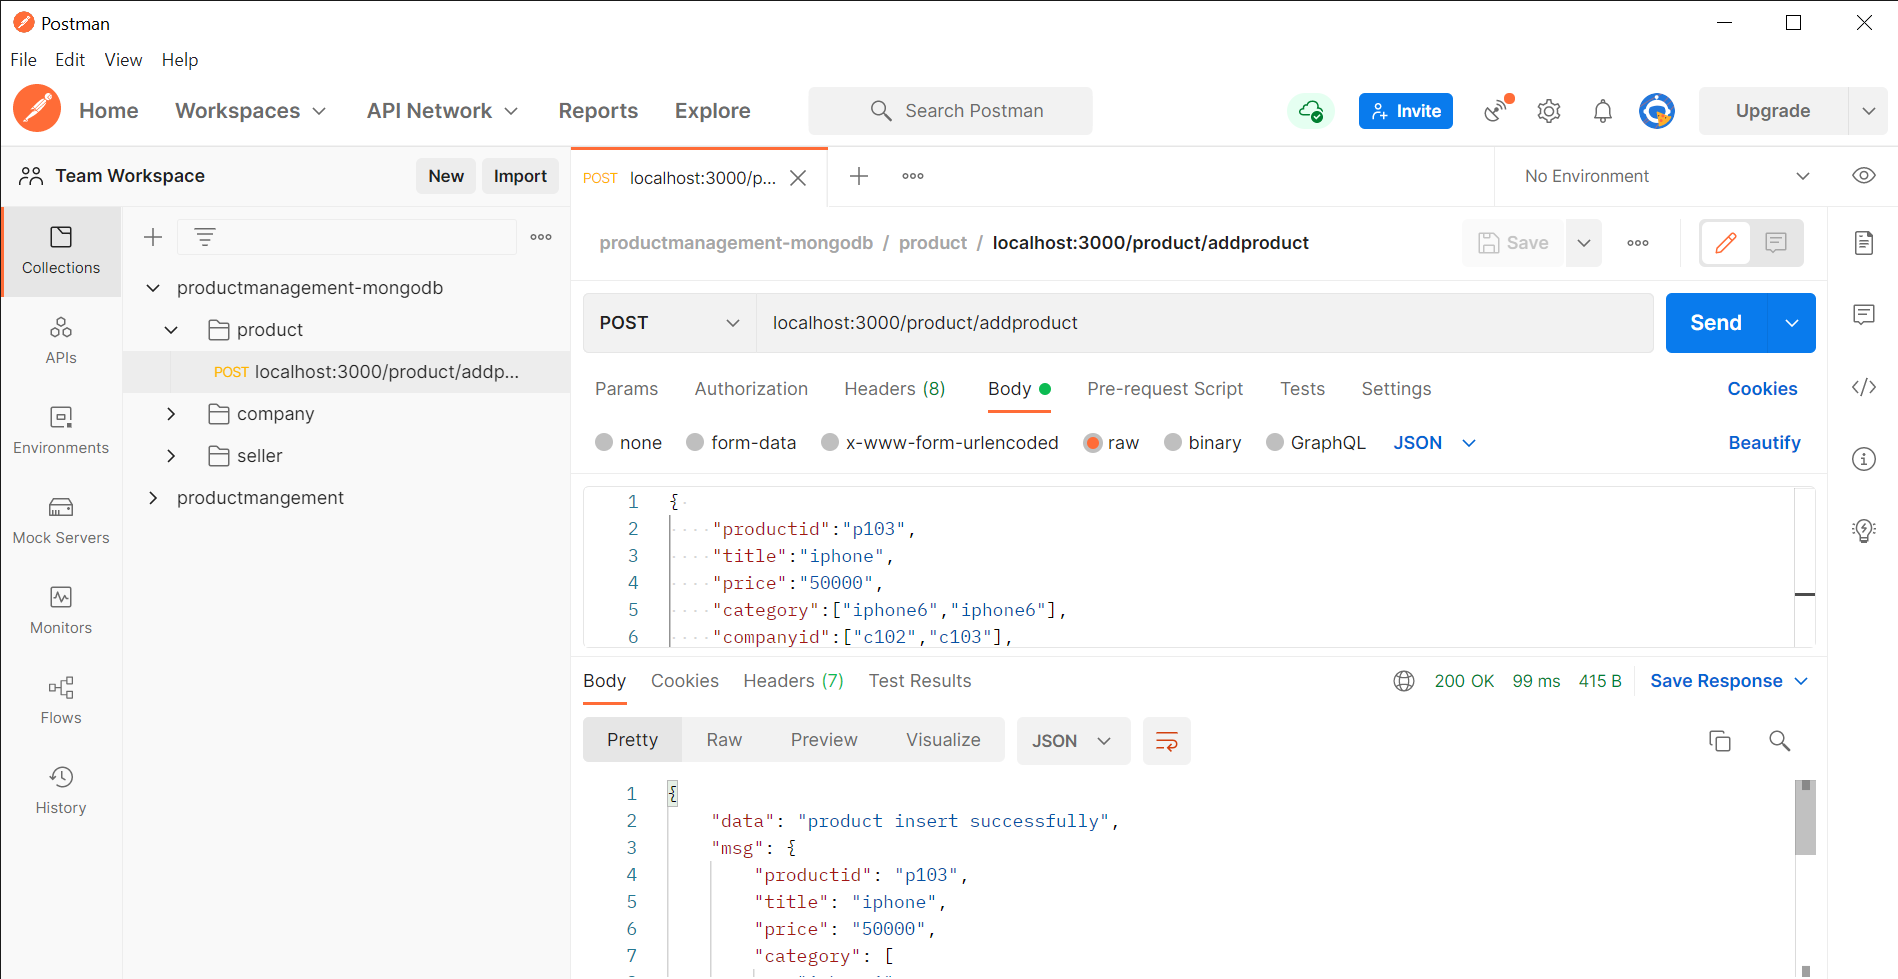 Postman
File Edit View Help
Home Workspaces API Network Reports Explore Search Postman Invite Upgrade
Team Workspace New Import
POST localhost:3000/p... No Environment
productmanagement-mongodb / product / localhost:3000/product/addproduct Save
Collections
APIs
Environments
Mock Servers
Monitors
Flows
History
productmanagement-mongodb
product
POST localhost:3000/product/addp...
company
seller
productmangement
POST localhost:3000/product/addproduct Send
Params Authorization Headers (8) Body Pre-request Script Tests Settings Cookies
none form-data x-www-form-urlencoded raw binary GraphQL JSON Beautify
1 {
2 "productid":"p103",
3 "title":"iphone",
4 "price":"50000",
5 "category":["iphone6","iphone6"],
6 "companyid":["c102","c103"],
Body Cookies Headers (7) Test Results 200 OK 99 ms 415 B Save Response
Pretty Raw Preview Visualize JSON
1 {
2 "data": "product insert successfully",
3 "msg": {
4 "productid": "p103",
5 "title": "iphone",
6 "price": "50000",
7 "category": [